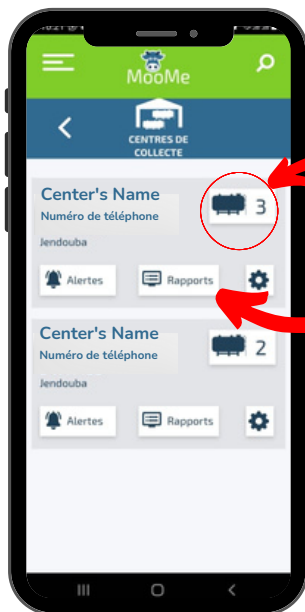 MooMe
CENTRES DE
COLLECTE
Center's Name
Numéro de téléphone
3
Jendouba
Alertes
Rapports
Center's Name
Numéro de téléphone
2
Jendouba
Alertes
Rapports